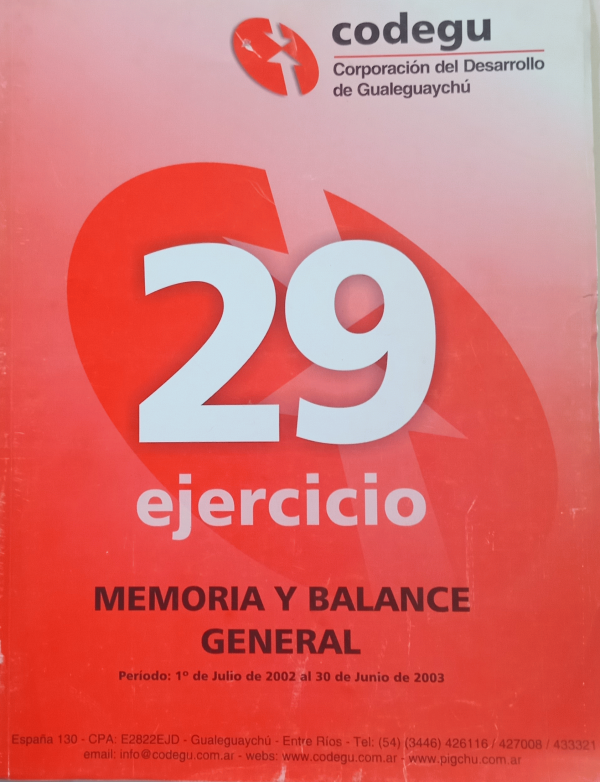 codegu
Corporación del Desarrollo
de Gualeguaychú
29
ejercicio
MEMORIA Y BALANCE
GENERAL
Período: 1º de Julio de 2002 al 30 de Junio de 2003
España 130 - CPA: E2822EJD - Gualeguaychú - Entre Ríos - Tel: (54) (3446) 426116 / 427008 / 433321
email: info@codegu.com.ar - webs: www.codegu.com.ar - www.pigchu.com.ar